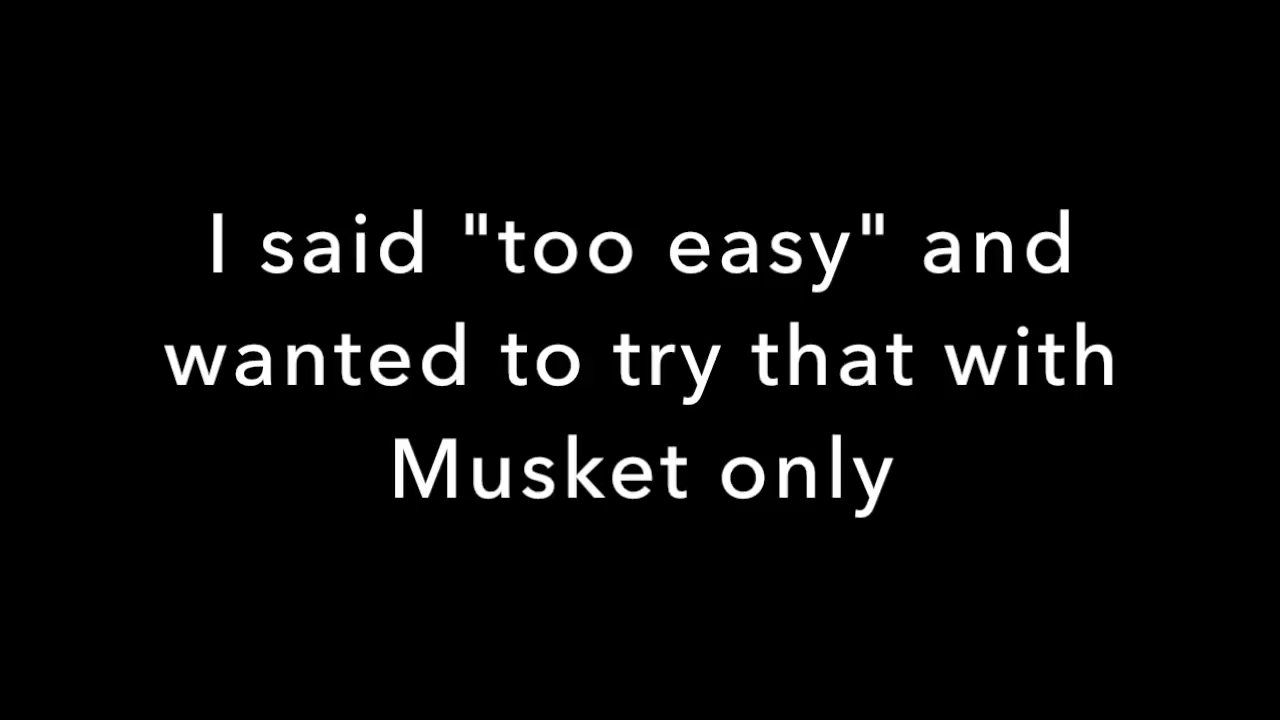 I said "too easy" and
wanted to try that with
Musket only